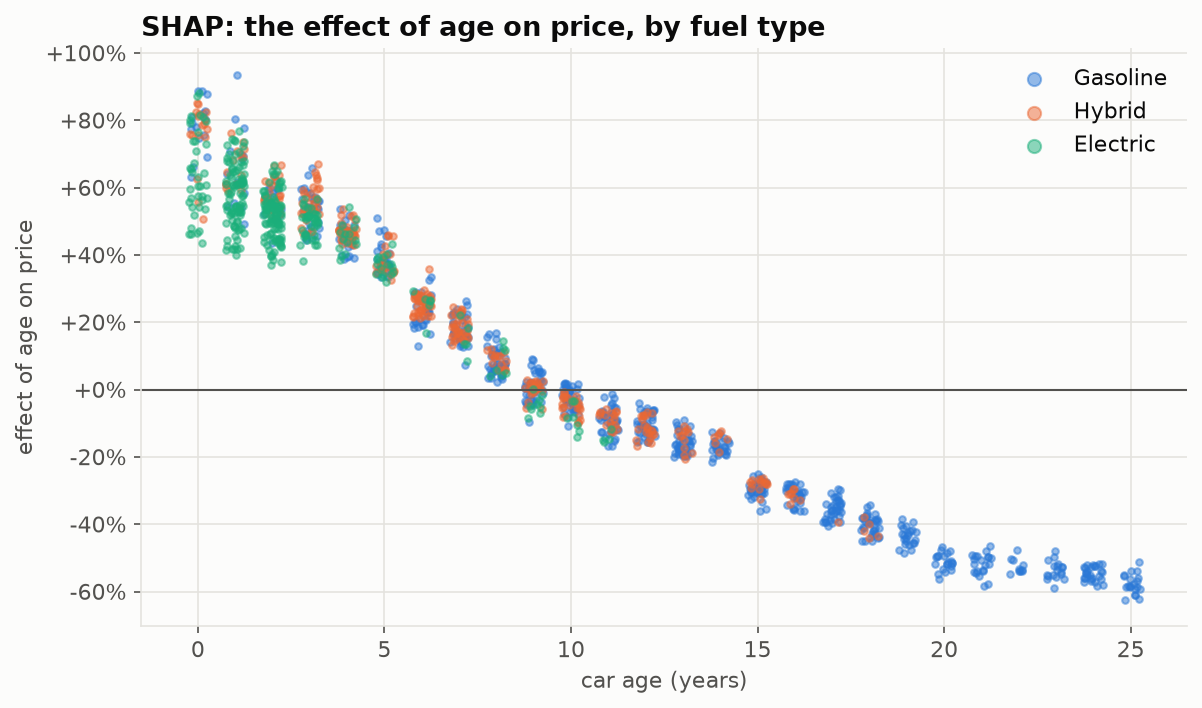 SHAP: the effect of age on price, by fuel type
effect of age on price
+100%
+80%
+60%
+40%
+20%
+0%
-20%
-40%
-60%
Gasoline
Hybrid
Electric
0 5 10 15 20 25
car age (years)